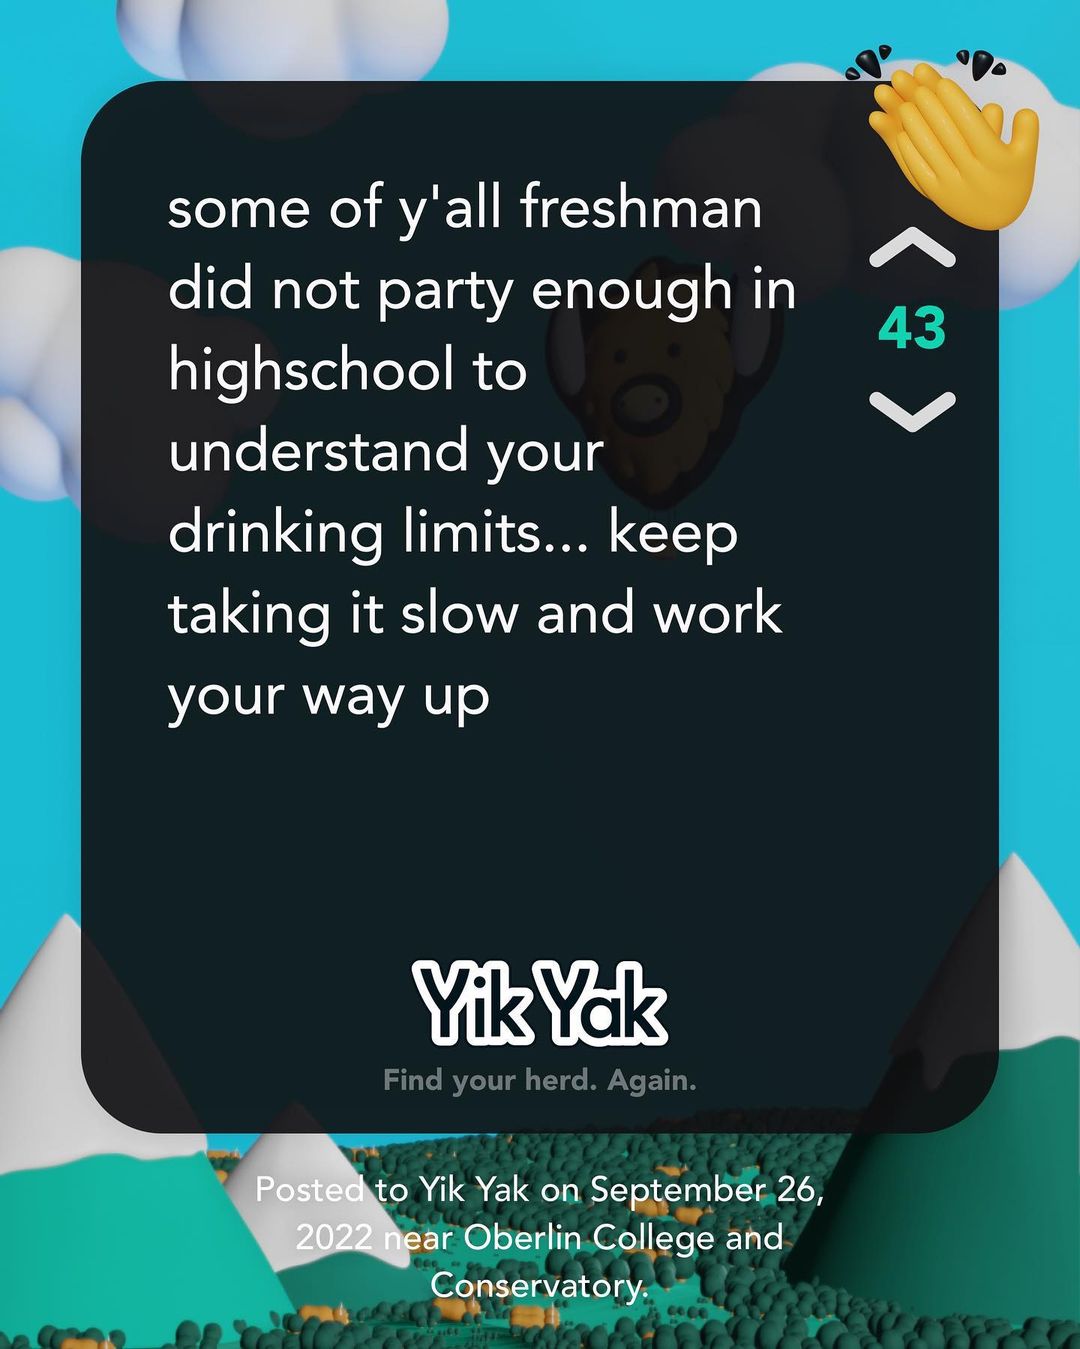 some of y'all freshman
did not party enough in
highschool to
understand your
drinking limits... keep
taking it slow and work
your way up
43
Yik Yak
Find your herd. Again.
Posted to Yik Yak on September 26,
2022 near Oberlin College and
Conservatory.